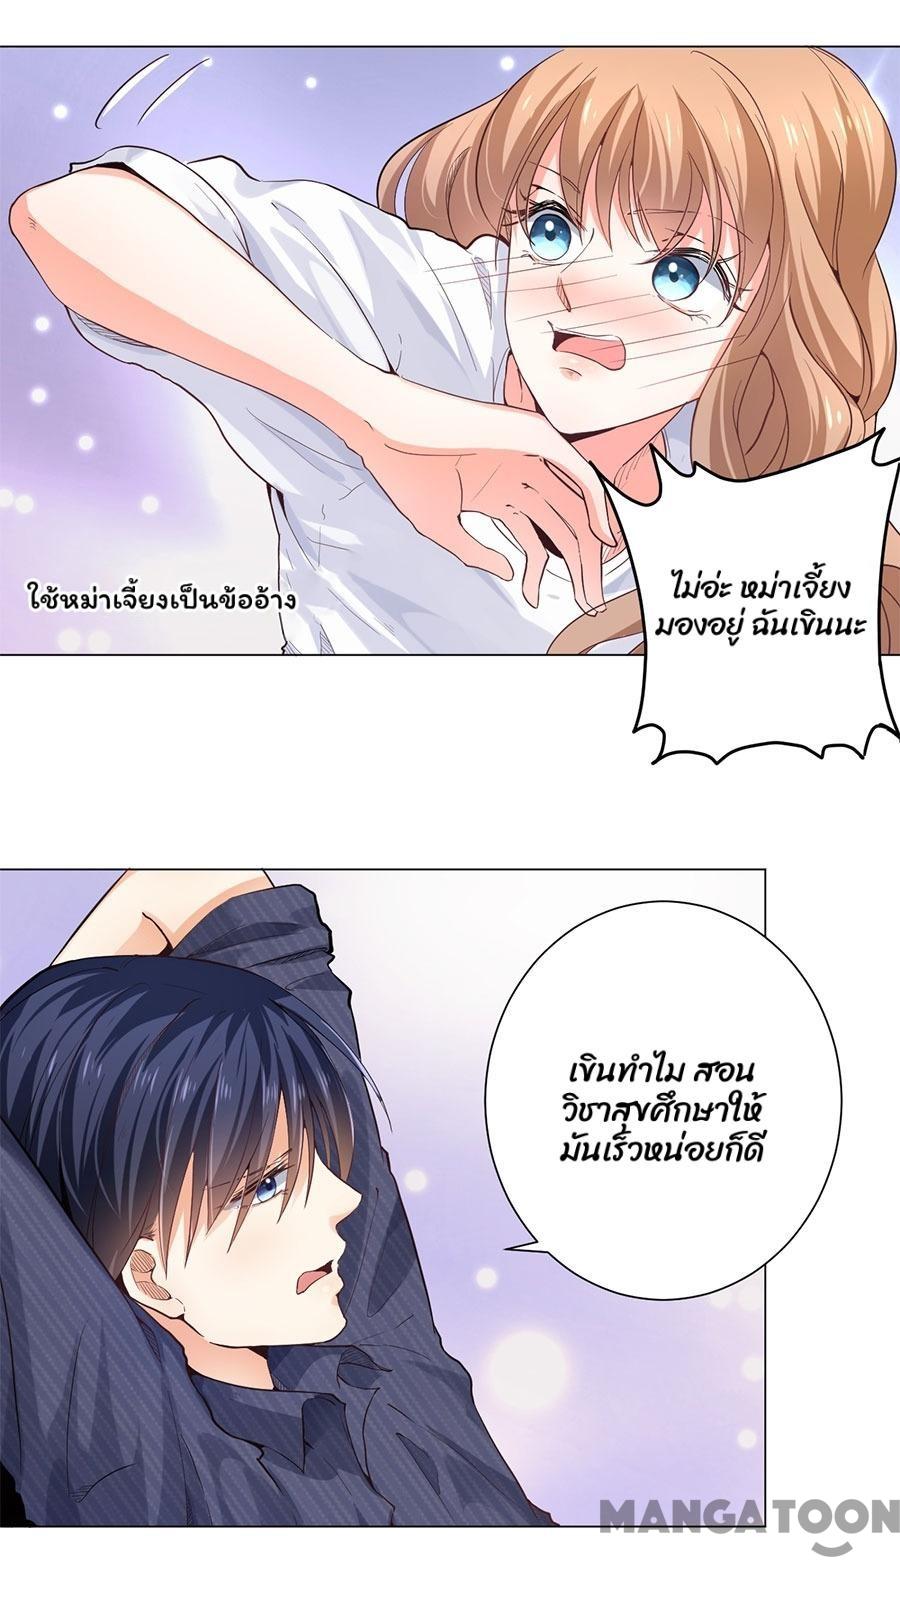 ใช้หม่าเจี้ยงเป็นข้ออ้าง
ไม่อ่ะ หม่าเจี้ยง
มองอยู่ ฉันเขินนะ
เขินทำไม สอน
วิชาสุขศึกษาให้
มันเร็วหน่อยก็ดี
MANGATOON